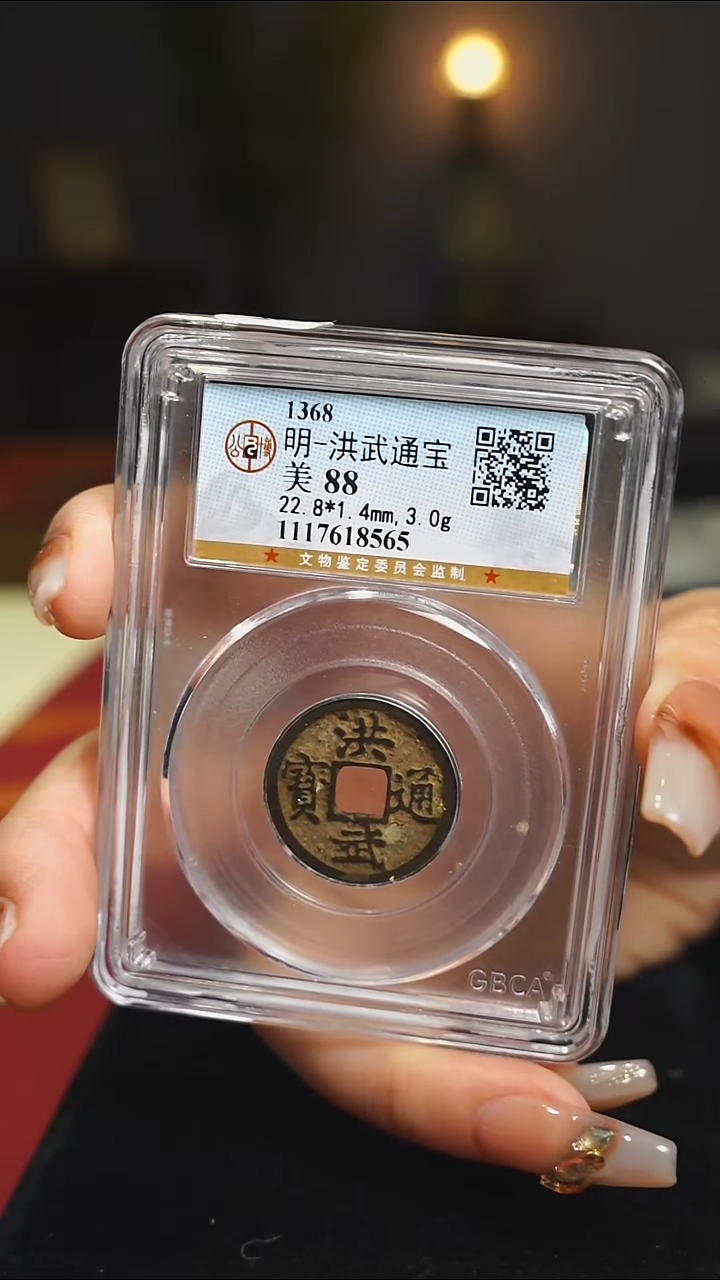 1368
明-洪武通宝
美 88
22.8*1.4mm,3.0g
1117618565
★ 文物鉴定委员会监制 ★
洪
寶 通
武
GBCA®